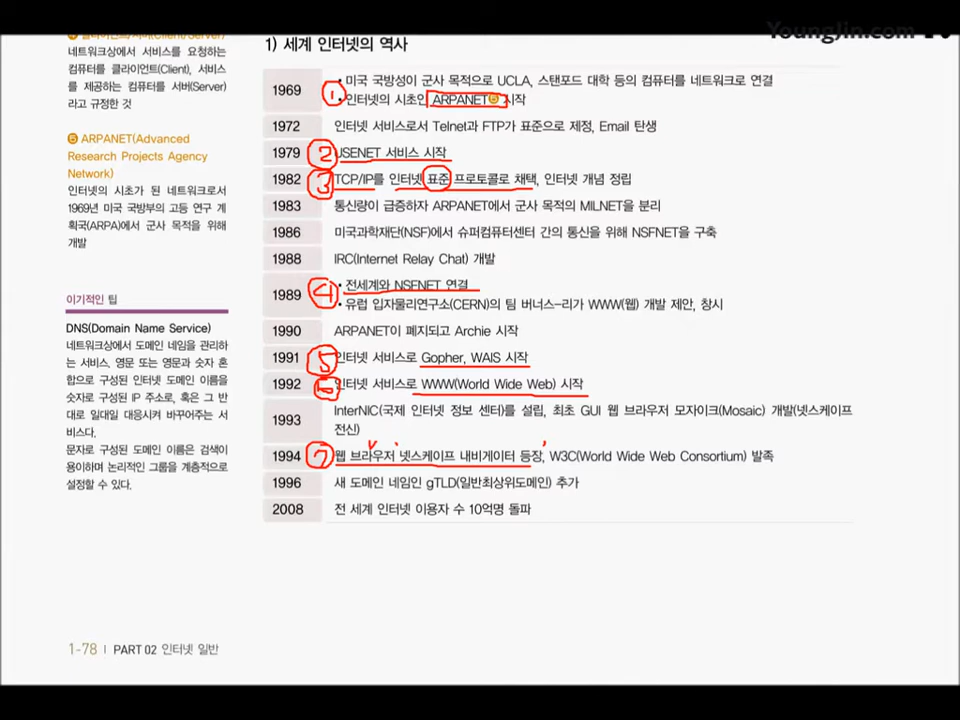 Younglin.com
네트워크상에서 서비스를 요청하는
컴퓨터를 클라이언트(Client), 서비스
를 제공하는 컴퓨터를 서버(Server)
라고 규정한 것
⑤ ARPANET(Advanced
Research Projects Agency
Network)
인터넷의 시초가 된 네트워크로서
1969년 미국 국방부의 고등 연구 계
획국(ARPA)에서 군사 목적을 위해
개발
이기적인 팁
DNS(Domain Name Service)
네트워크상에서 도메인 네임을 관리하
는 서비스. 영문 또는 영문과 숫자 혼
합으로 구성된 인터넷 도메인 이름을
숫자로 구성된 IP 주소로, 혹은 그 반
대로 일대일 대응시켜 바꾸어주는 서
비스다.
문자로 구성된 도메인 이름은 검색이
용이하며 논리적인 그룹을 계층적으로
설정할 수 있다.
1) 세계 인터넷의 역사
1969 ① • 미국 국방성이 군사 목적으로 UCLA, 스탠포드 대학 등의 컴퓨터를 네트워크로 연결
• 인터넷의 시초인 ARPANET⑤ 시작
1972 인터넷 서비스로서 Telnet과 FTP가 표준으로 제정, Email 탄생
1979 ② USENET 서비스 시작
1982 ③ TCP/IP를 인터넷 표준 프로토콜로 채택, 인터넷 개념 정립
1983 통신량이 급증하자 ARPANET에서 군사 목적의 MILNET을 분리
1986 미국과학재단(NSF)에서 슈퍼컴퓨터센터 간의 통신을 위해 NSFNET을 구축
1988 IRC(Internet Relay Chat) 개발
1989 ④ • 전세계와 NSFNET 연결
• 유럽 입자물리연구소(CERN)의 팀 버너스-리가 WWW(웹) 개발 제안, 창시
1990 ARPANET이 폐지되고 Archie 시작
1991 ⑤ 인터넷 서비스로 Gopher, WAIS 시작
1992 ⑥ 인터넷 서비스로 WWW(World Wide Web) 시작
1993 InterNIC(국제 인터넷 정보 센터)를 설립, 최초 GUI 웹 브라우저 모자이크(Mosaic) 개발(넷스케이프
전신)
1994 ⑦ 웹 브라우저 넷스케이프 내비게이터 등장, W3C(World Wide Web Consortium) 발족
1996 새 도메인 네임인 gTLD(일반최상위도메인) 추가
2008 전 세계 인터넷 이용자 수 10억명 돌파
1-78 | PART 02 인터넷 일반